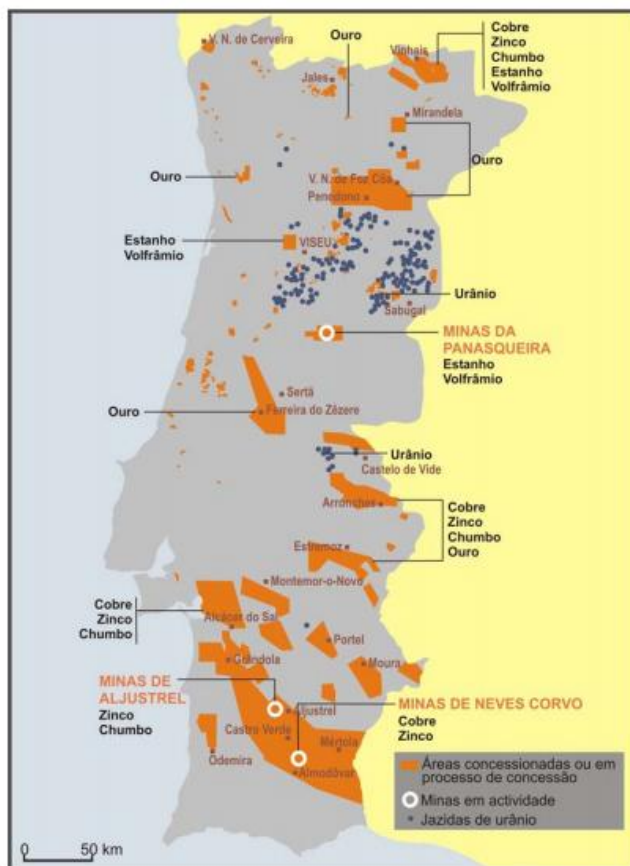 V. N. de Cerveira
Ouro
Vinhais
Cobre
Zinco
Chumbo
Estanho
Volfrâmio
Jales
Mirandela
Ouro
Ouro
V. N. de Foz Côa
Penedono
Estanho
Volfrâmio
VISEU
Urânio
Sabugal
MINAS DA
PANASQUEIRA
Estanho
Volfrâmio
Sertã
Ouro
Ferreira do Zêzere
Urânio
Castelo de Vide
Arronches
Cobre
Zinco
Chumbo
Ouro
Estremoz
Montemor-o-Novo
Cobre
Zinco
Chumbo
Alcácer do Sal
Portel
Grândola
Moura
MINAS DE
ALJUSTREL
Zinco
Chumbo
MINAS DE NEVES CORVO
Cobre
Zinco
Aljustrel
Castro Verde
Mértola
Odemira
Almodôvar
Áreas concessionadas ou em
processo de concessão
Minas em actividade
Jazidas de urânio
0 50 km